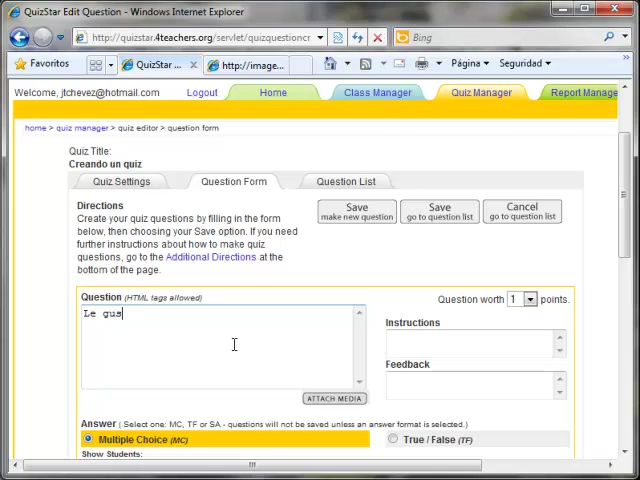 QuizStar Edit Question - Windows Internet Explorer
http://quizstar.4teachers.org/servlet/quizquestioncr
Bing
Favoritos
QuizStar ...
http://image...
Página
Seguridad
Welcome, jtchevez@hotmail.com
Logout
Home
Class Manager
Quiz Manager
Report Manage
home > quiz manager > quiz editor > question form
Quiz Title:
Creando un quiz
Quiz Settings
Question Form
Question List
Directions
Create your quiz questions by filling in the form
below, then choosing your Save option. If you need
further instructions about how to make quiz
questions, go to the Additional Directions at the
bottom of the page.
Save
make new question
Save
go to question list
Cancel
go to question list
Question (HTML tags allowed)
Question worth 1 points.
Le gus
Instructions
Feedback
ATTACH MEDIA
Answer ( Select one: MC, TF or SA - questions will not be saved unless an answer format is selected.)
Multiple Choice (MC)
True / False (TF)
Show Students: